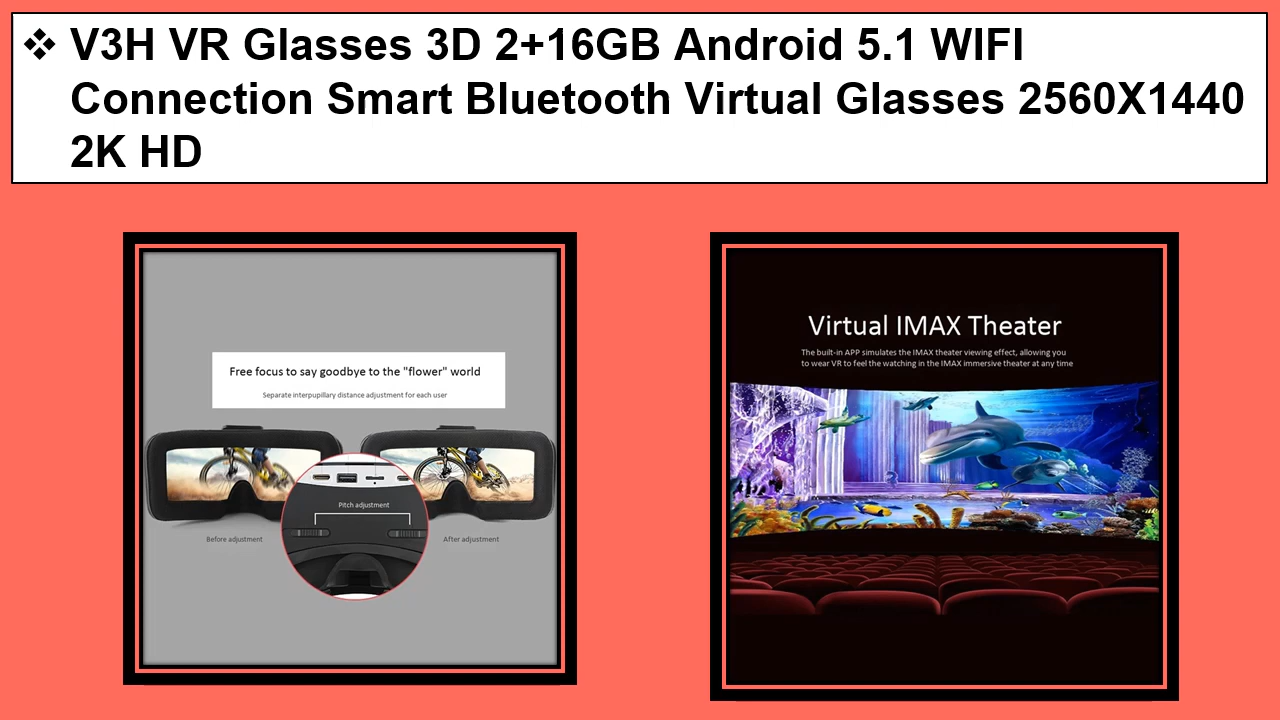 ❖ V3H VR Glasses 3D 2+16GB Android 5.1 WIFI
Connection Smart Bluetooth Virtual Glasses 2560X1440
2K HD
Free focus to say goodbye to the "flower" world
Separate interpupillary distance adjustment for each user
Pitch adjustment
Before adjustment
After adjustment
Virtual IMAX Theater
The built-in APP simulates the IMAX theater viewing effect, allowing you
to wear VR to feel the watching in the IMAX immersive theater at any time